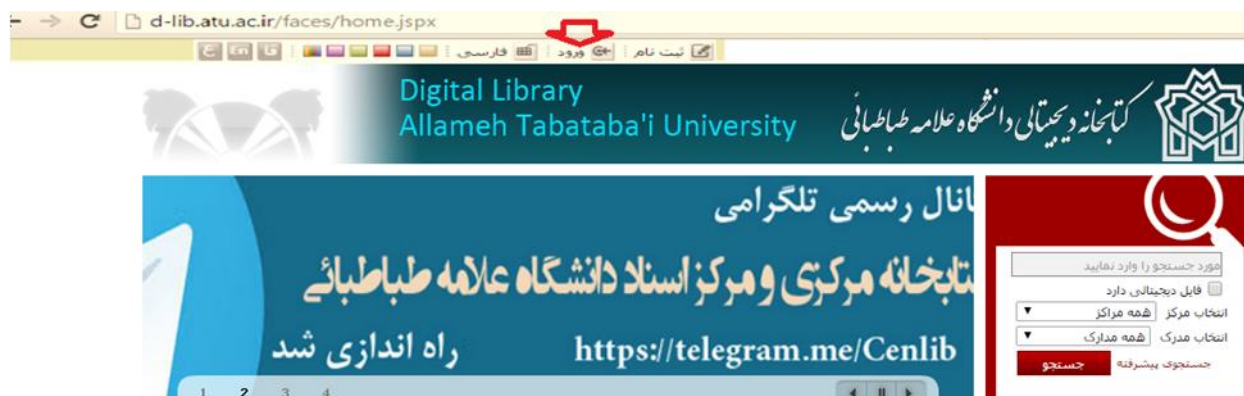 d-lib.atu.ac.ir/faces/home.jspx
ثبت نام ورود فارسی فا En ع
Digital Library
Allameh Tabataba'i University
کتابخانه دیجیتالی دانشگاه علامه طباطبائی
انال رسمی تلگرامی
تابخانه مرکزی و مرکز اسناد دانشگاه علامه طباطبائی
https://telegram.me/Cenlib راه اندازی شد
1 2 3 4
مورد جستجو را وارد نمایید
فایل دیجیتالی دارد
انتخاب مرکز همه مراکز
انتخاب مدرک همه مدارک
جستجوی پیشرفته جستجو